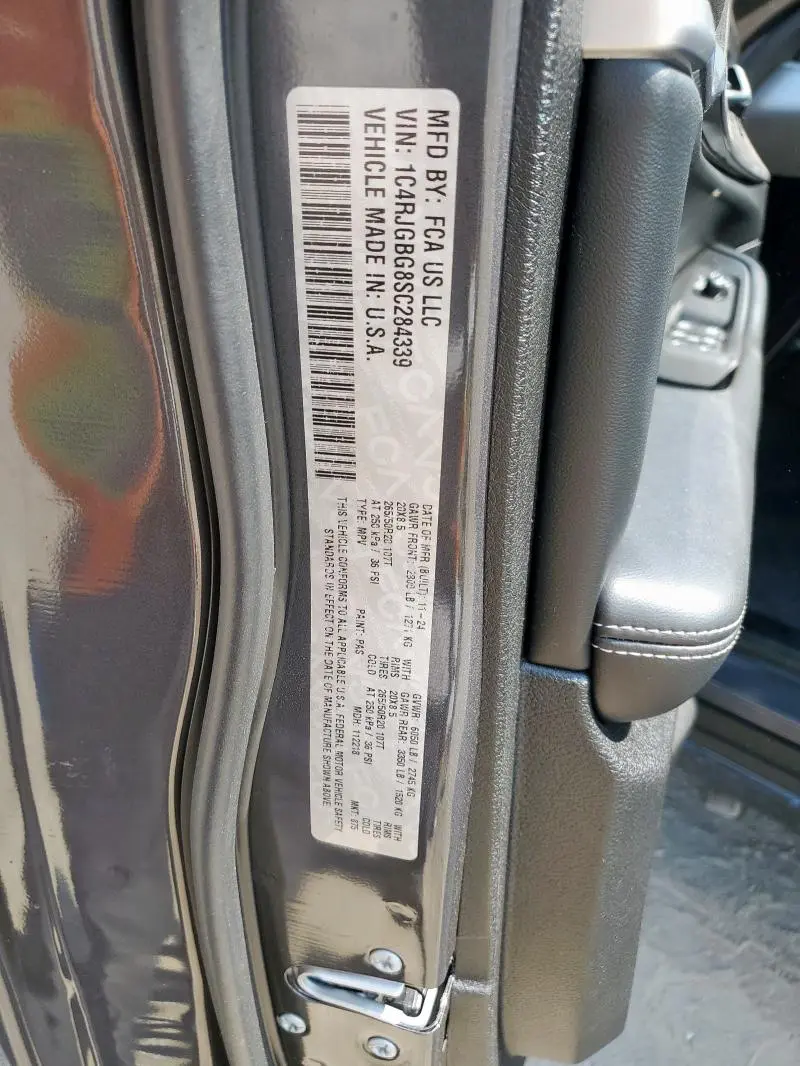 MFD BY: FCA US LLC
VIN: 1C4RJGBG8SC284339
VEHICLE MADE IN: U.S.A.
DATE OF MFR (BUILT): 11-24 GVWR: 6050 LB / 2745 KG
GAWR FRONT: LB / KG WITH GAWR REAR: 3350 LB / 1520 KG WITH
20X8.5 RIMS 20X8.5 RIMS
265/50R20 107T TIRES 265/50R20 107T TIRES
AT 250 kPa / 36 PSI COLD AT 250 kPa / 36 PSI COLD
TYPE: MPV PAINT: PAS MDH: MKT:
THIS VEHICLE CONFORMS TO ALL APPLICABLE U.S.A. FEDERAL MOTOR VEHICLE SAFETY
STANDARDS IN EFFECT ON THE DATE OF MANUFACTURE SHOWN ABOVE.